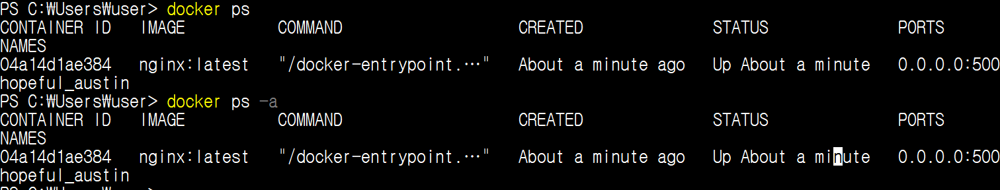 PS C:₩Users₩user> docker ps
CONTAINER ID   IMAGE          COMMAND                   CREATED              STATUS              PORTS
NAMES
04a14d1ae384   nginx:latest   "/docker-entrypoint.…"   About a minute ago   Up About a minute   0.0.0.0:500
hopeful_austin
PS C:₩Users₩user> docker ps -a
CONTAINER ID   IMAGE          COMMAND                   CREATED              STATUS              PORTS
NAMES
04a14d1ae384   nginx:latest   "/docker-entrypoint.…"   About a minute ago   Up About a minute   0.0.0.0:500
hopeful_austin